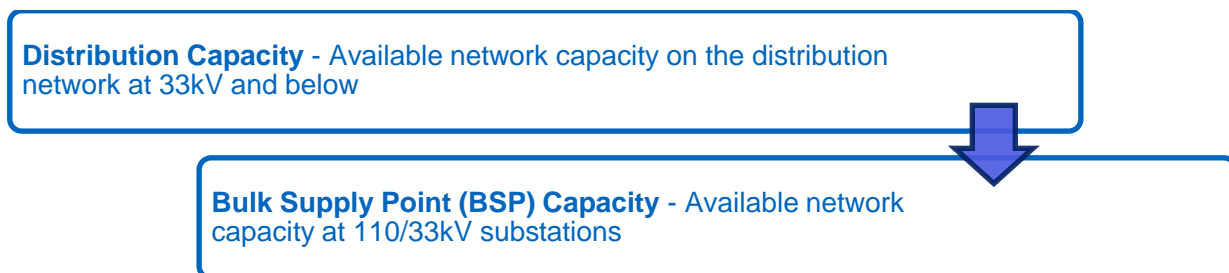 Distribution Capacity - Available network capacity on the distribution
network at 33kV and below
Bulk Supply Point (BSP) Capacity - Available network
capacity at 110/33kV substations